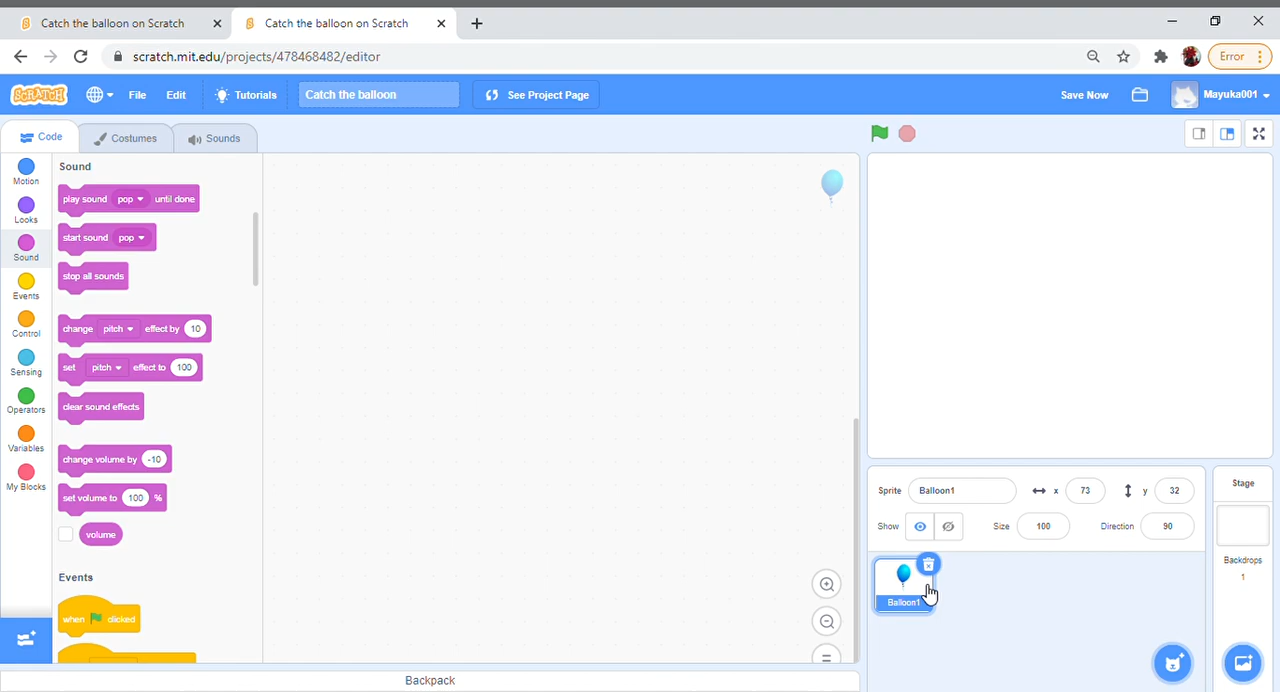 Catch the balloon on Scratch
Catch the balloon on Scratch
scratch.mit.edu/projects/478468482/editor
Error
SCRATCH
File
Edit
Tutorials
Catch the balloon
See Project Page
Save Now
Mayuka001
Code
Costumes
Sounds
Motion
Looks
Sound
Events
Control
Sensing
Operators
Variables
My Blocks
Sound
play sound pop until done
start sound pop
stop all sounds
change pitch effect by 10
set pitch effect to 100
clear sound effects
change volume by -10
set volume to 100 %
volume
Events
when clicked
Sprite Balloon1 x 73 y 32
Show Size 100 Direction 90
Balloon1
Stage
Backdrops
1
Backpack